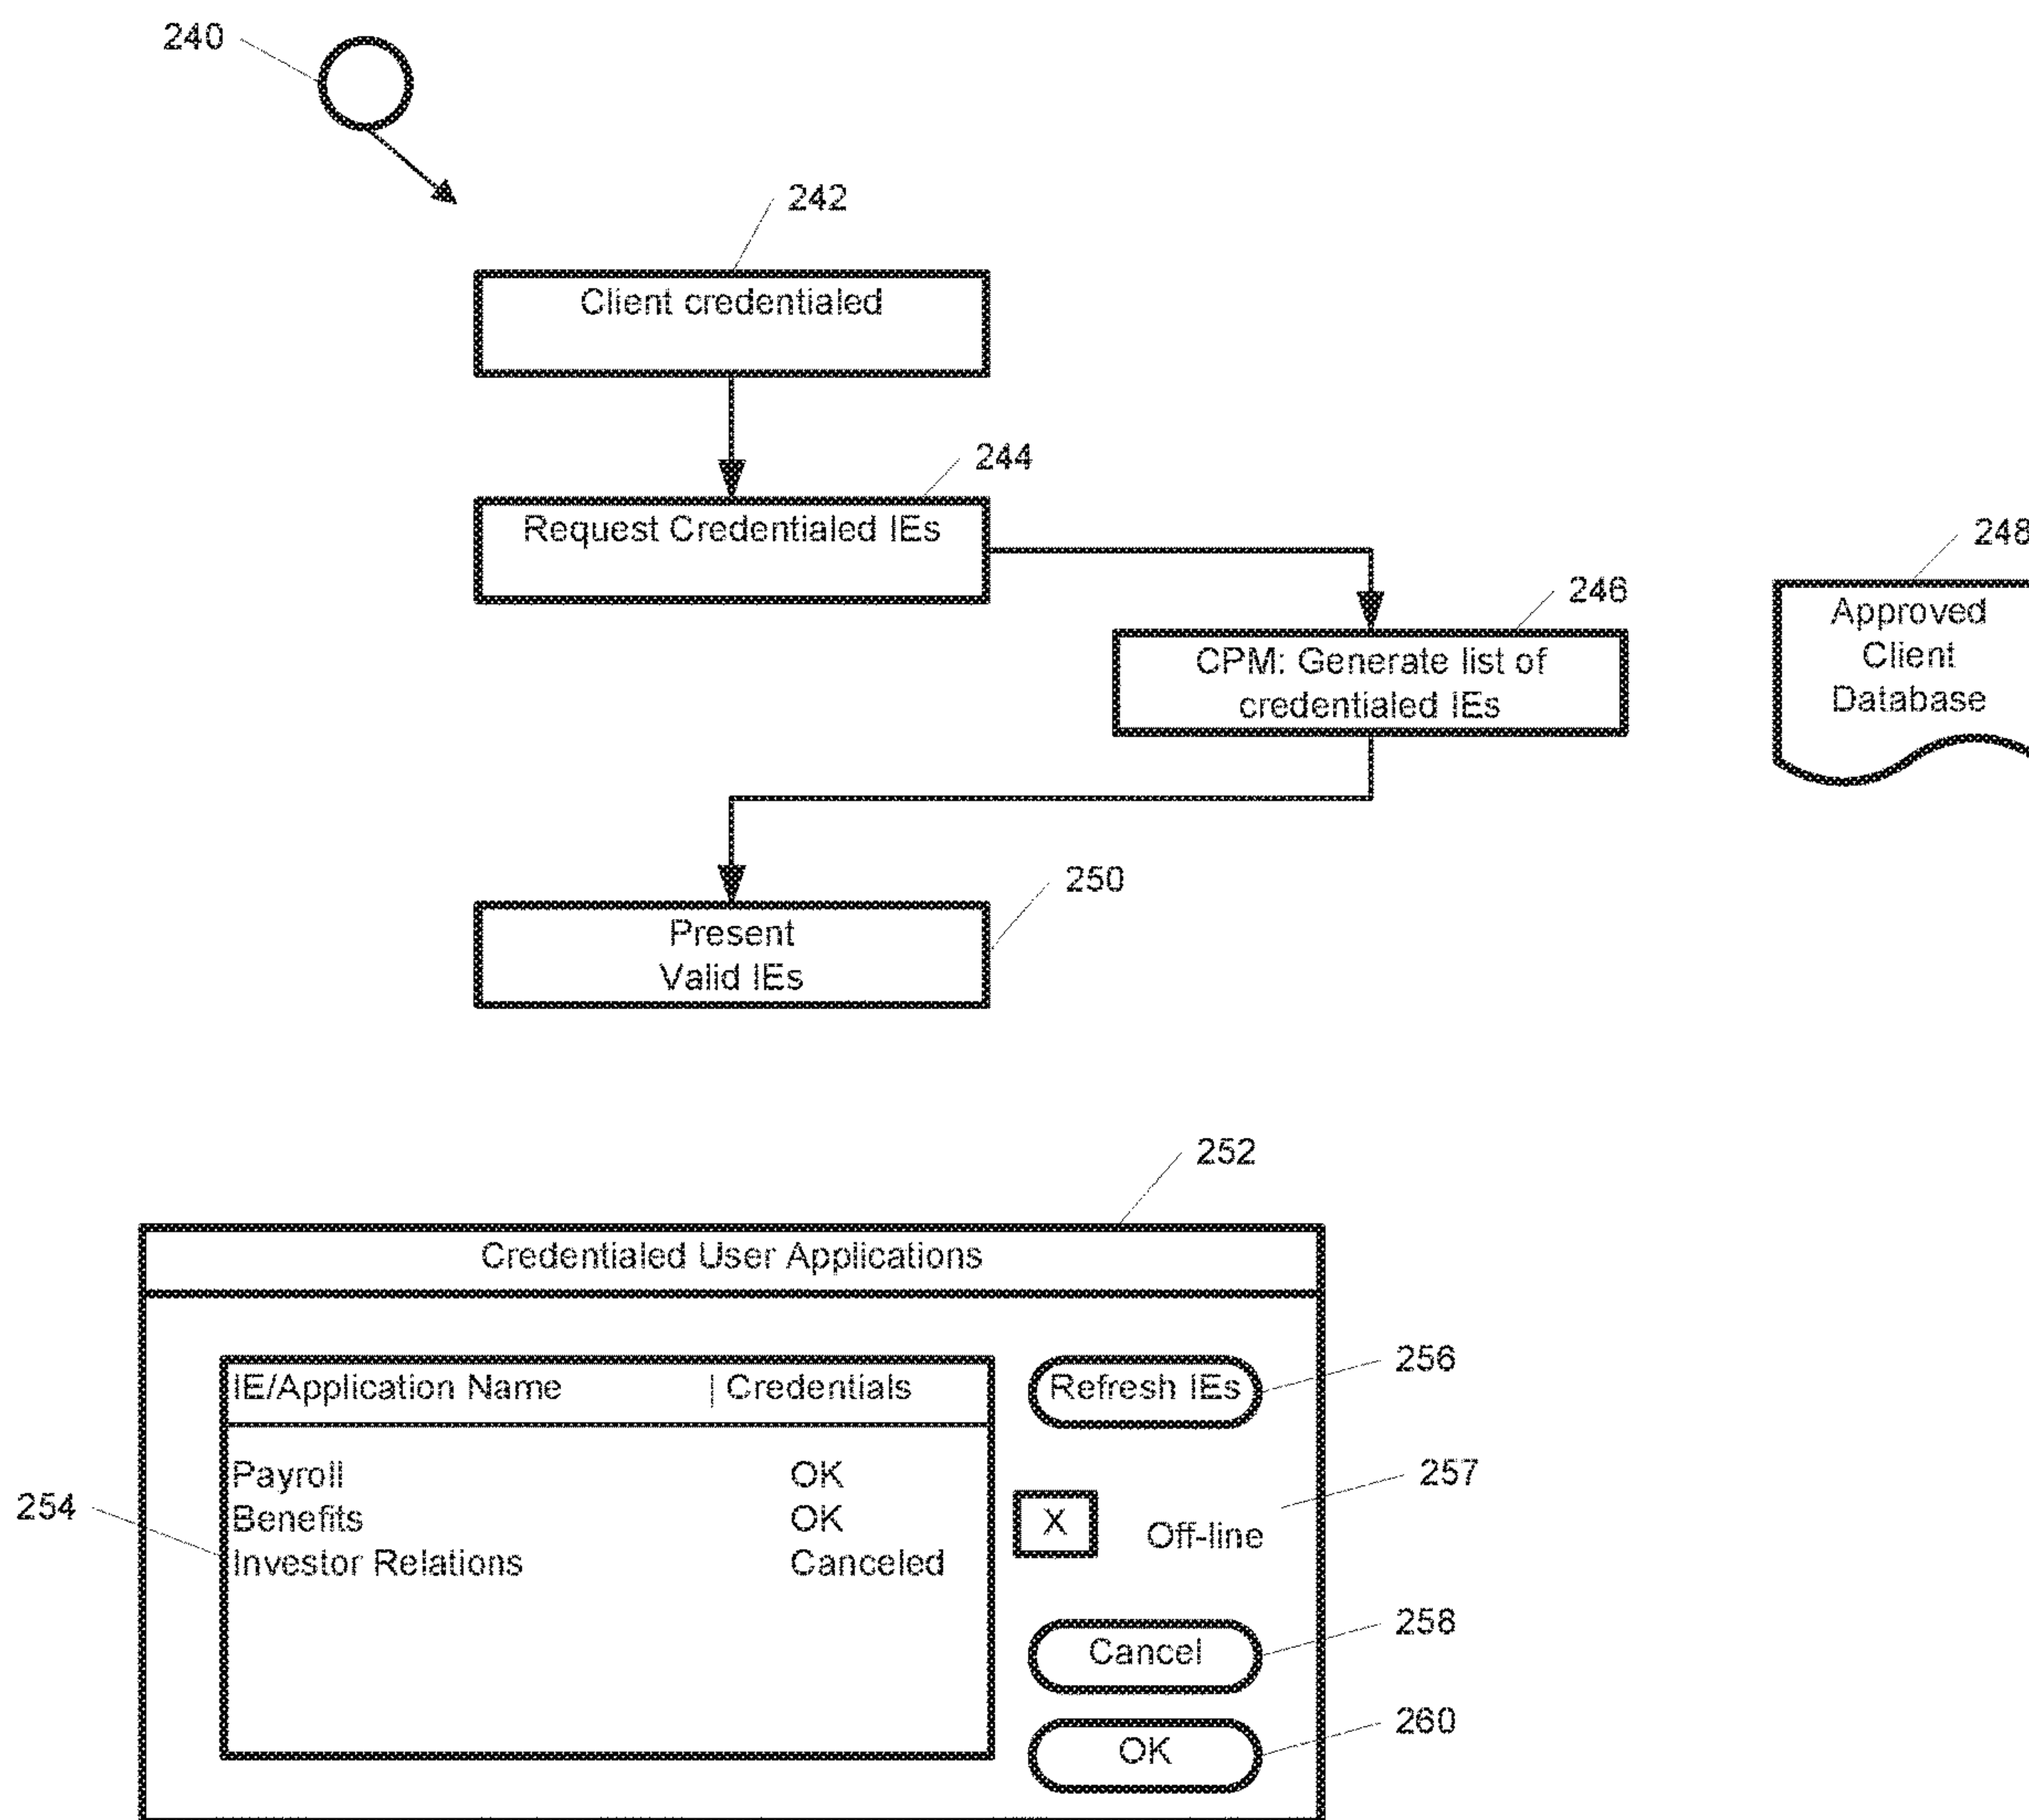 240
242
Client credentialed
244
Request Credentialed IEs
248
246
Approved
Client
Database
CPM: Generate list of
credentialed IEs
250
Present
Valid IEs
252
Credentialed User Applications
IE/Application Name | Credentials
Refresh IEs
256
Payroll OK
257
254
Benefits OK
X Off-line
Investor Relations Canceled
258
Cancel
260
OK